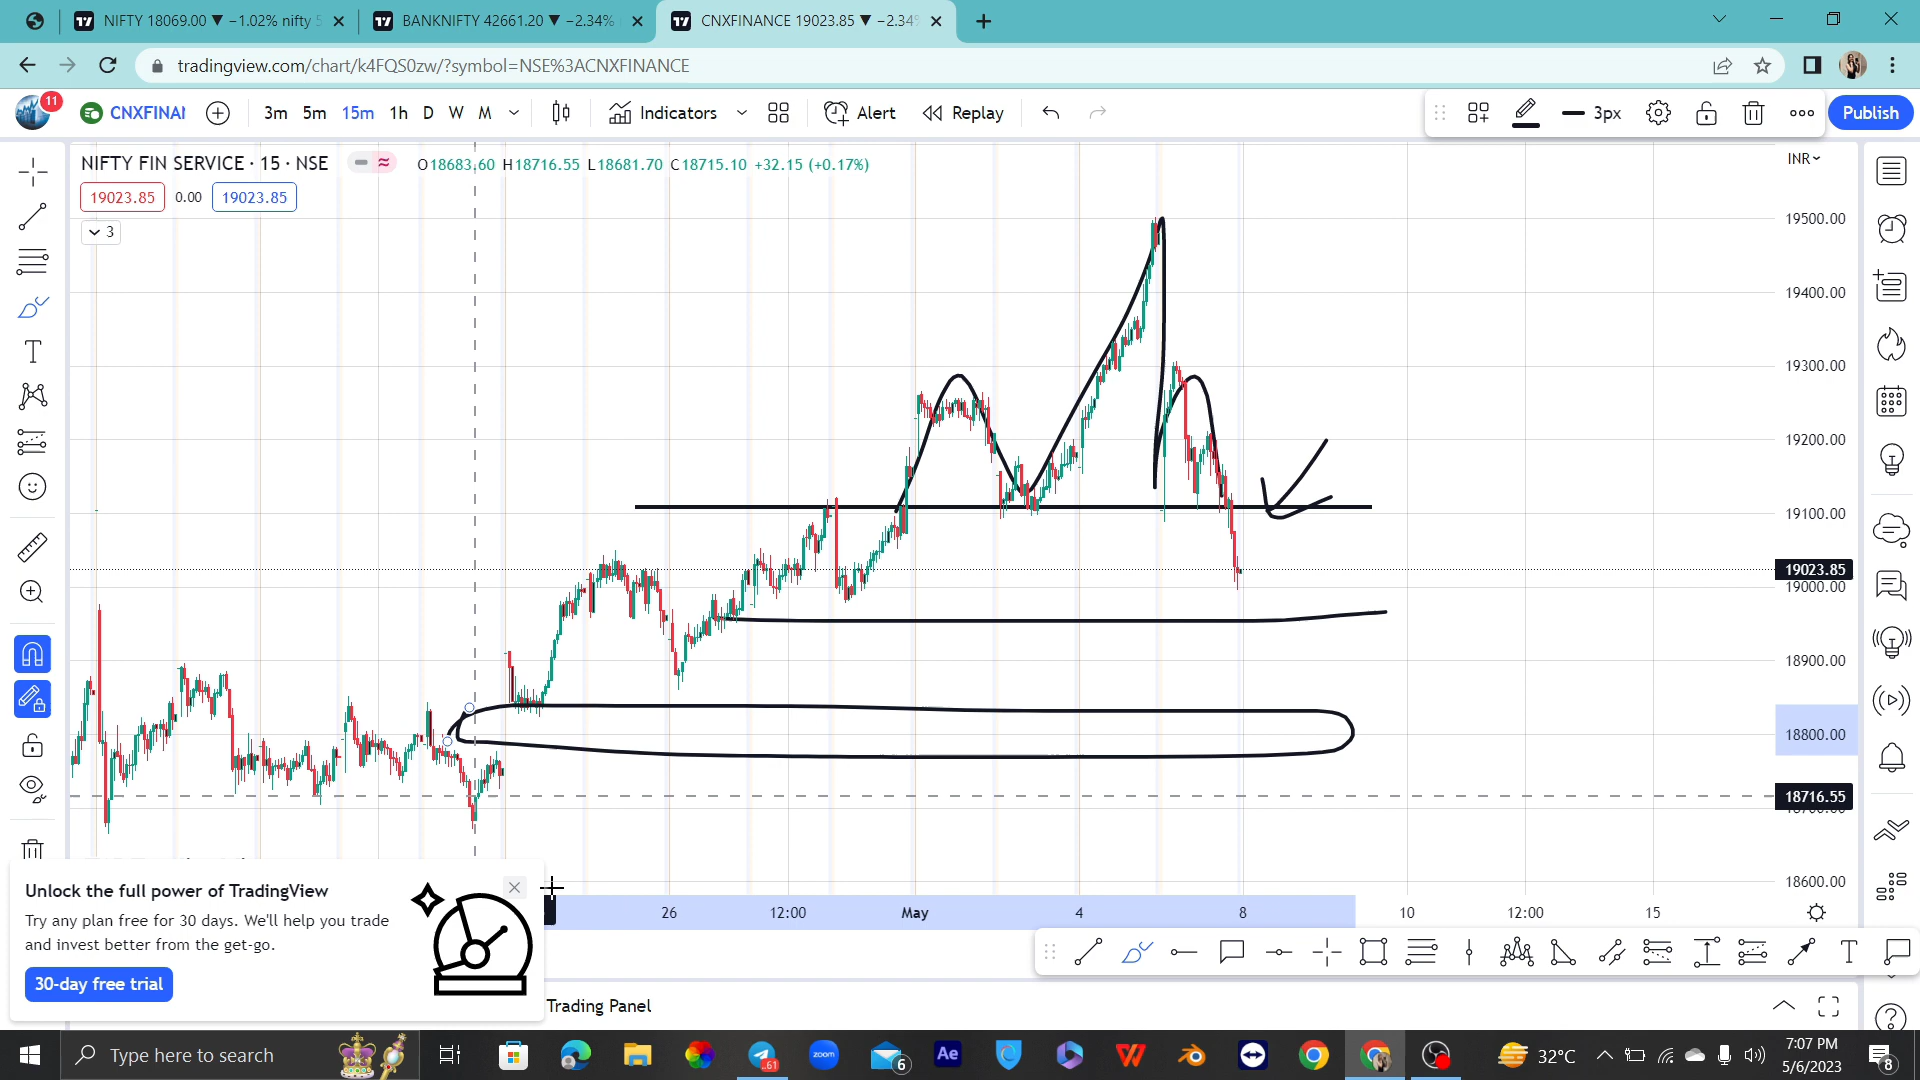 NIFTY 18069.00 ▼ −1.02% nifty 5
BANKNIFTY 42661.20 ▼ −2.34%
CNXFINANCE 19023.85 ▼ −2.34%
tradingview.com/chart/k4FQS0zw/?symbol=NSE%3ACNXFINANCE
11
CNXFINAI
3m 5m 15m 1h D W M
Indicators
Alert
Replay
3px
Publish
NIFTY FIN SERVICE · 15 · NSE
O18683.60 H18716.55 L18681.70 C18715.10 +32.15 (+0.17%)
INR
19023.85 0.00 19023.85
3
19500.00
19400.00
19300.00
19200.00
19100.00
19023.85
19000.00
18900.00
18800.00
18716.55
18600.00
26 12:00 May 4 8 10 12:00 15
Unlock the full power of TradingView
Try any plan free for 30 days. We'll help you trade
and invest better from the get-go.
30-day free trial
Trading Panel
Type here to search
61
zoom
6
Ae
32°C
7:07 PM
5/6/2023
8